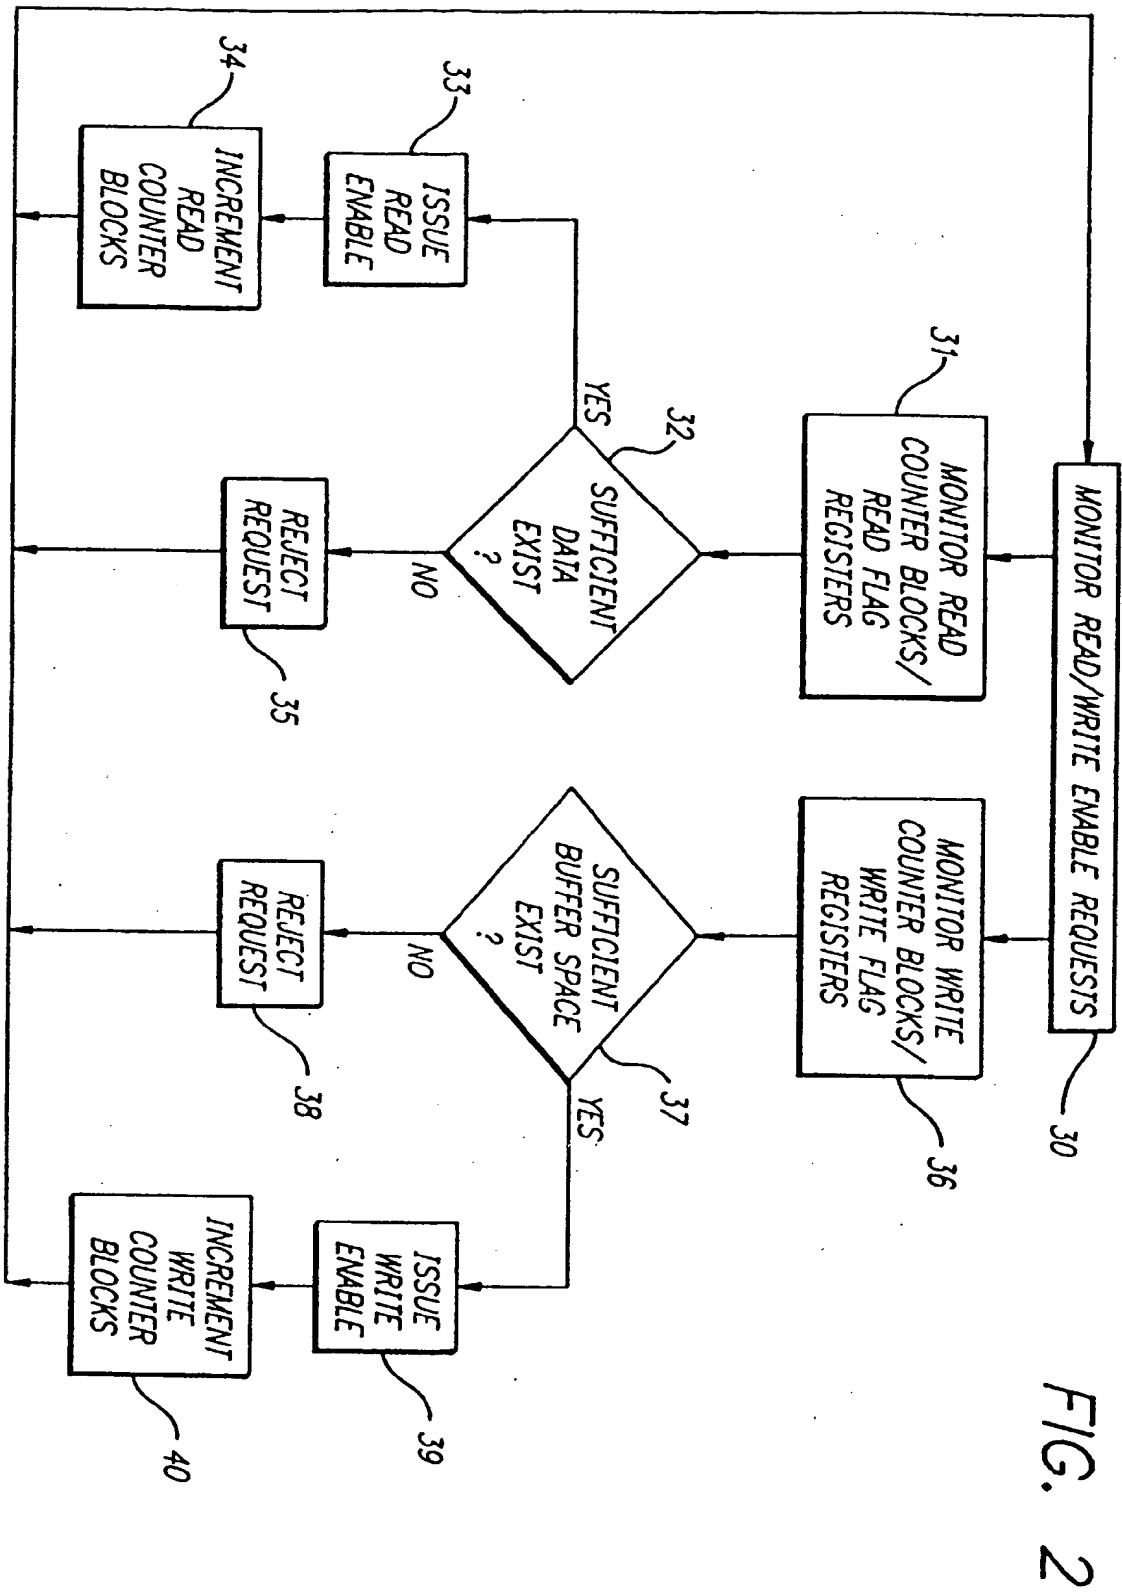 FIG. 2
MONITOR READ/WRITE ENABLE REQUESTS
30
31
MONITOR READ
COUNTER BLOCKS/
READ FLAG
REGISTERS
MONITOR WRITE
COUNTER BLOCKS/
WRITE FLAG
REGISTERS
36
32
SUFFICIENT
DATA
EXIST
?
YES
NO
SUFFICIENT
BUFFER SPACE
EXIST
?
37
YES
NO
33
ISSUE
READ
ENABLE
34
INCREMENT
READ
COUNTER
BLOCKS
REJECT
REQUEST
35
REJECT
REQUEST
38
ISSUE
WRITE
ENABLE
39
INCREMENT
WRITE
COUNTER
BLOCKS
40